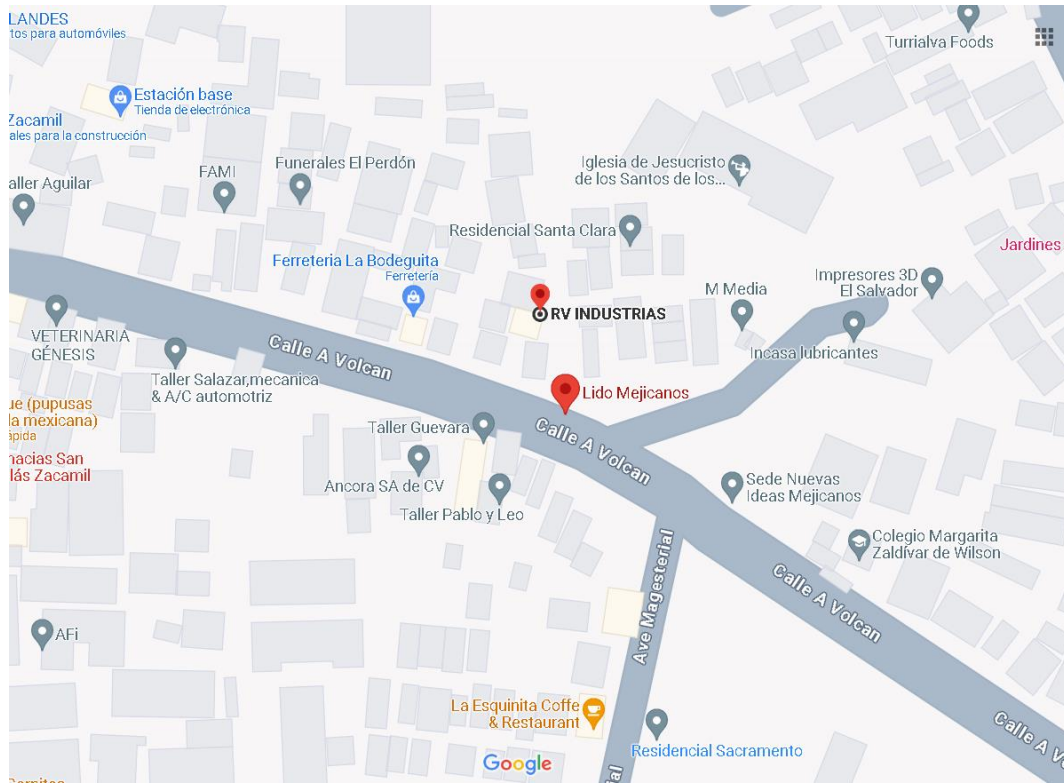 LANDES
tos para automóviles
Turrialva Foods
Estación base
Tienda de electrónica
Zacamil
ales para la construcción
Funerales El Perdón
Iglesia de Jesucristo
de los Santos de los...
FAMI
aller Aguilar
Residencial Santa Clara
Jardines
Ferreteria La Bodeguita
Ferretería
Impresores 3D
El Salvador
M Media
RV INDUSTRIAS
VETERINARIA
GÉNESIS
Calle A Volcan
Incasa lubricantes
Taller Salazar,mecanica
& A/C automotriz
Lido Mejicanos
ue (pupusas
la mexicana)
ápida
Taller Guevara
Calle A Volcan
macias San
lás Zacamil
Ancora SA de CV
Sede Nuevas
Ideas Mejicanos
Taller Pablo y Leo
Colegio Margarita
Zaldívar de Wilson
Calle A Volcan
Ave Magesterial
AFi
La Esquinita Coffe
& Restaurant
Calle A V
Residencial Sacramento
Google
ial